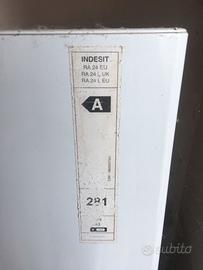 INDESIT
RA 24 EU
RA 24 L UK
RA 24 L EU
A
281
subito